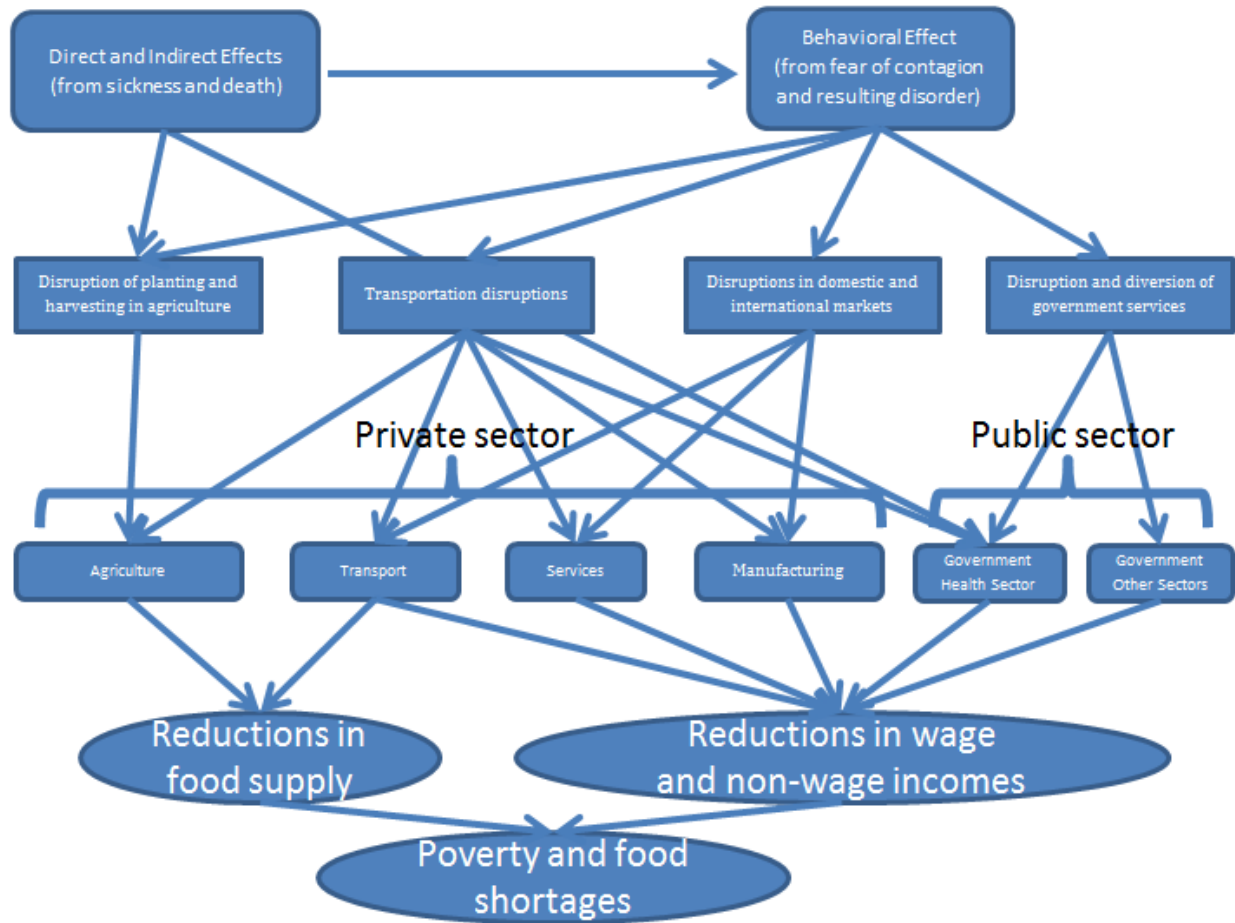 Direct and Indirect Effects
(from sickness and death)
Behavioral Effect
(from fear of contagion
and resulting disorder)
Disruption of planting and
harvesting in agriculture
Transportation disruptions
Disruptions in domestic and
international markets
Disruption and diversion of
government services
Private sector
Public sector
Agriculture
Transport
Services
Manufacturing
Government
Health Sector
Government
Other Sectors
Reductions in
food supply
Reductions in wage
and non-wage incomes
Poverty and food
shortages